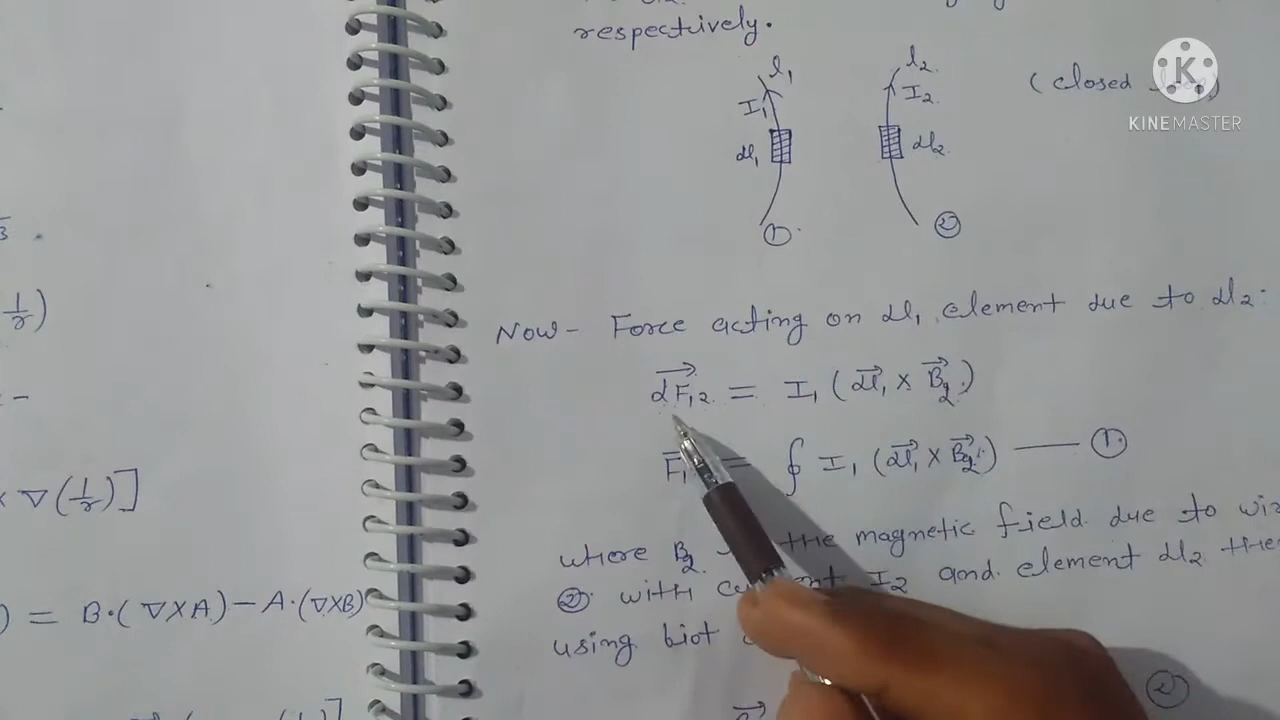 respectively.
l₁
l₂
(closed
I₁
I₂
dl₁
dl₂
①
②
K
KINEMASTER
(1/r)
Now - Force acting on dl₁ element due to dl₂.
dF₁₂ = I₁ (dl₁ × B₂)
× ∇(1/r)]
F₁ = ∮ I₁ (dl₁ × B₂) — ①
where B₂ the magnetic field due to
② with I₂ and element dl₂
= B·(∇×A) − A·(∇×B)
using biot
②